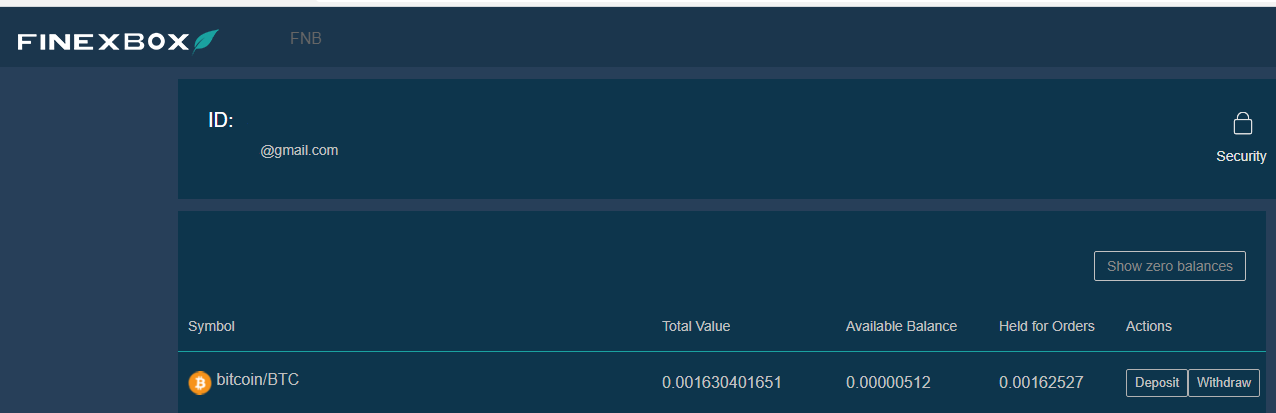 FINEXBOX FNB
ID:
@gmail.com
Security
Show zero balances
Symbol Total Value Available Balance Held for Orders Actions
bitcoin/BTC 0.001630401651 0.00000512 0.00162527 Deposit Withdraw